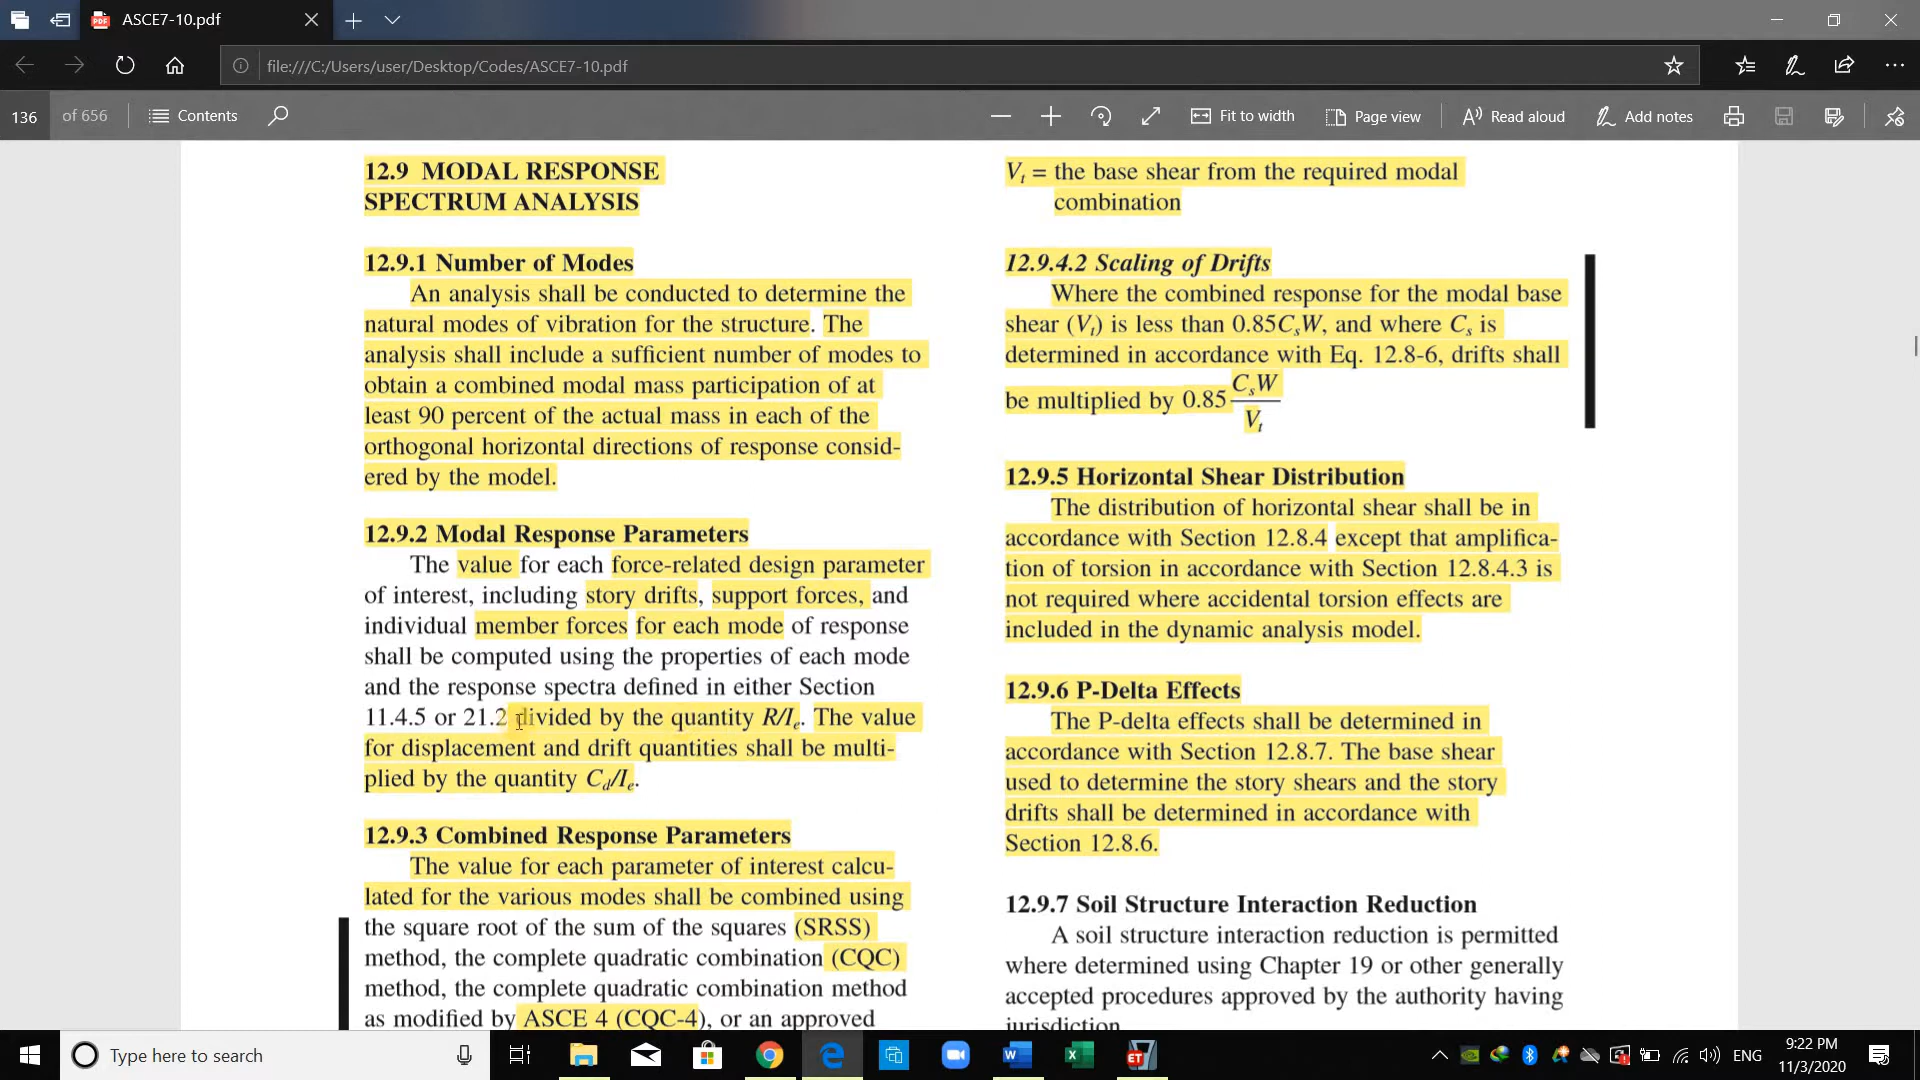 ASCE7-10.pdf
file:///C:/Users/user/Desktop/Codes/ASCE7-10.pdf
136 of 656
Contents
Fit to width
Page view
Read aloud
Add notes
12.9 MODAL RESPONSE
SPECTRUM ANALYSIS
12.9.1 Number of Modes
An analysis shall be conducted to determine the
natural modes of vibration for the structure. The
analysis shall include a sufficient number of modes to
obtain a combined modal mass participation of at
least 90 percent of the actual mass in each of the
orthogonal horizontal directions of response consid-
ered by the model.
12.9.2 Modal Response Parameters
The value for each force-related design parameter
of interest, including story drifts, support forces, and
individual member forces for each mode of response
shall be computed using the properties of each mode
and the response spectra defined in either Section
11.4.5 or 21.2 divided by the quantity R/Ie. The value
for displacement and drift quantities shall be multi-
plied by the quantity Cd/Ie.
12.9.3 Combined Response Parameters
The value for each parameter of interest calcu-
lated for the various modes shall be combined using
the square root of the sum of the squares (SRSS)
method, the complete quadratic combination (CQC)
method, the complete quadratic combination method
as modified by ASCE 4 (CQC-4), or an approved
Vt = the base shear from the required modal
combination
12.9.4.2 Scaling of Drifts
Where the combined response for the modal base
shear (Vt) is less than 0.85CsW, and where Cs is
determined in accordance with Eq. 12.8-6, drifts shall
be multiplied by 0.85 CsW/Vt
12.9.5 Horizontal Shear Distribution
The distribution of horizontal shear shall be in
accordance with Section 12.8.4 except that amplifica-
tion of torsion in accordance with Section 12.8.4.3 is
not required where accidental torsion effects are
included in the dynamic analysis model.
12.9.6 P-Delta Effects
The P-delta effects shall be determined in
accordance with Section 12.8.7. The base shear
used to determine the story shears and the story
drifts shall be determined in accordance with
Section 12.8.6.
12.9.7 Soil Structure Interaction Reduction
A soil structure interaction reduction is permitted
where determined using Chapter 19 or other generally
accepted procedures approved by the authority having
jurisdiction
Type here to search
ENG
9:22 PM
11/3/2020